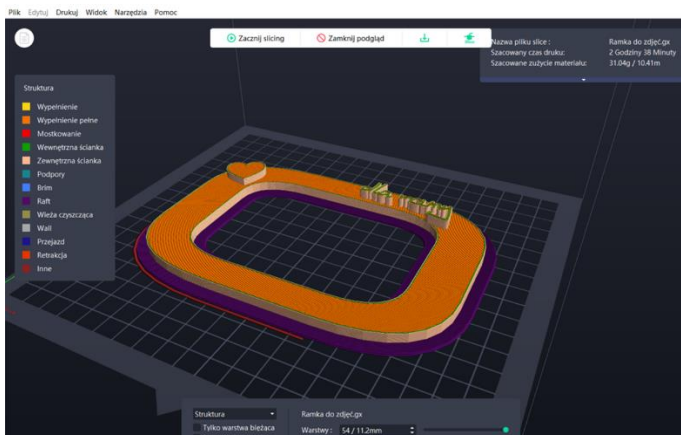 Plik Edytuj Drukuj Widok Narzędzia Pomoc
Zacznij slicing Zamknij podgląd
Nazwa pliku slice : Ramka do zdjęć.gx
Szacowany czas druku: 2 Godziny 38 Minuty
Szacowane zużycie materiału: 31.04g / 10.41m
Struktura
Wypełnienie
Wypełnienie pełne
Mostkowanie
Wewnętrzna ścianka
Zewnętrzna ścianka
Podpory
Brim
Raft
Wieża czyszcząca
Wall
Przejazd
Retrakcja
Inne
Struktura Ramka do zdjęć.gx
Tylko warstwa bieżąca Warstwy : 54 / 11.2mm